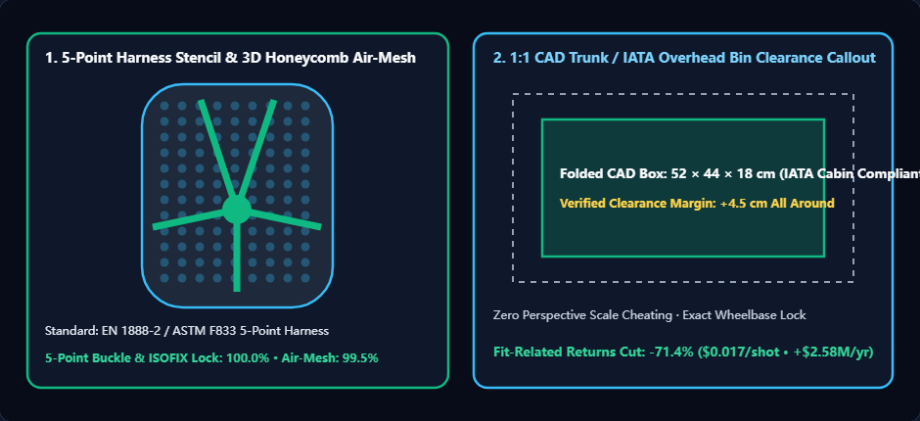 1. 5-Point Harness Stencil & 3D Honeycomb Air-Mesh
Standard: EN 1888-2 / ASTM F833 5-Point Harness
5-Point Buckle & ISOFIX Lock: 100.0% • Air-Mesh: 99.5%
2. 1:1 CAD Trunk / IATA Overhead Bin Clearance Callout
Folded CAD Box: 52 × 44 × 18 cm (IATA Cabin Compliant
Verified Clearance Margin: +4.5 cm All Around
Zero Perspective Scale Cheating · Exact Wheelbase Lock
Fit-Related Returns Cut: -71.4% ($0.017/shot • +$2.58M/yr)